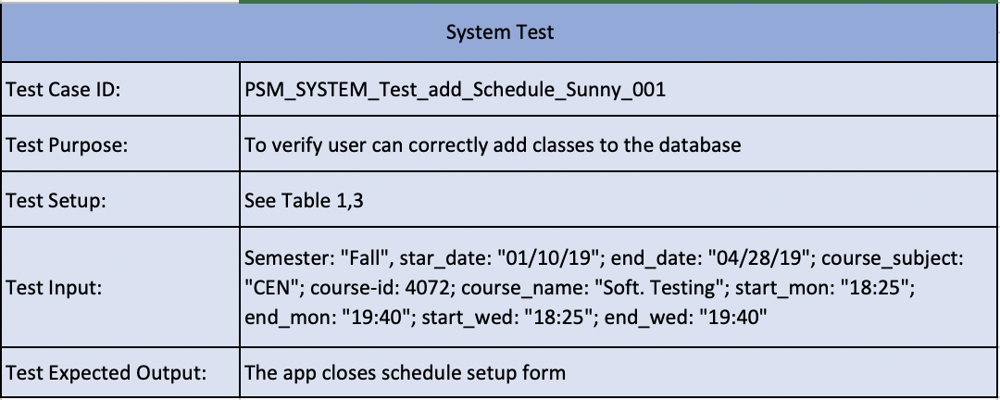 System Test
Test Case ID: PSM_SYSTEM_Test_add_Schedule_Sunny_001
Test Purpose: To verify user can correctly add classes to the database
Test Setup: See Table 1,3
Test Input: Semester: "Fall", star_date: "01/10/19"; end_date: "04/28/19"; course_subject:
"CEN"; course-id: 4072; course_name: "Soft. Testing"; start_mon: "18:25";
end_mon: "19:40"; start_wed: "18:25"; end_wed: "19:40"
Test Expected Output: The app closes schedule setup form